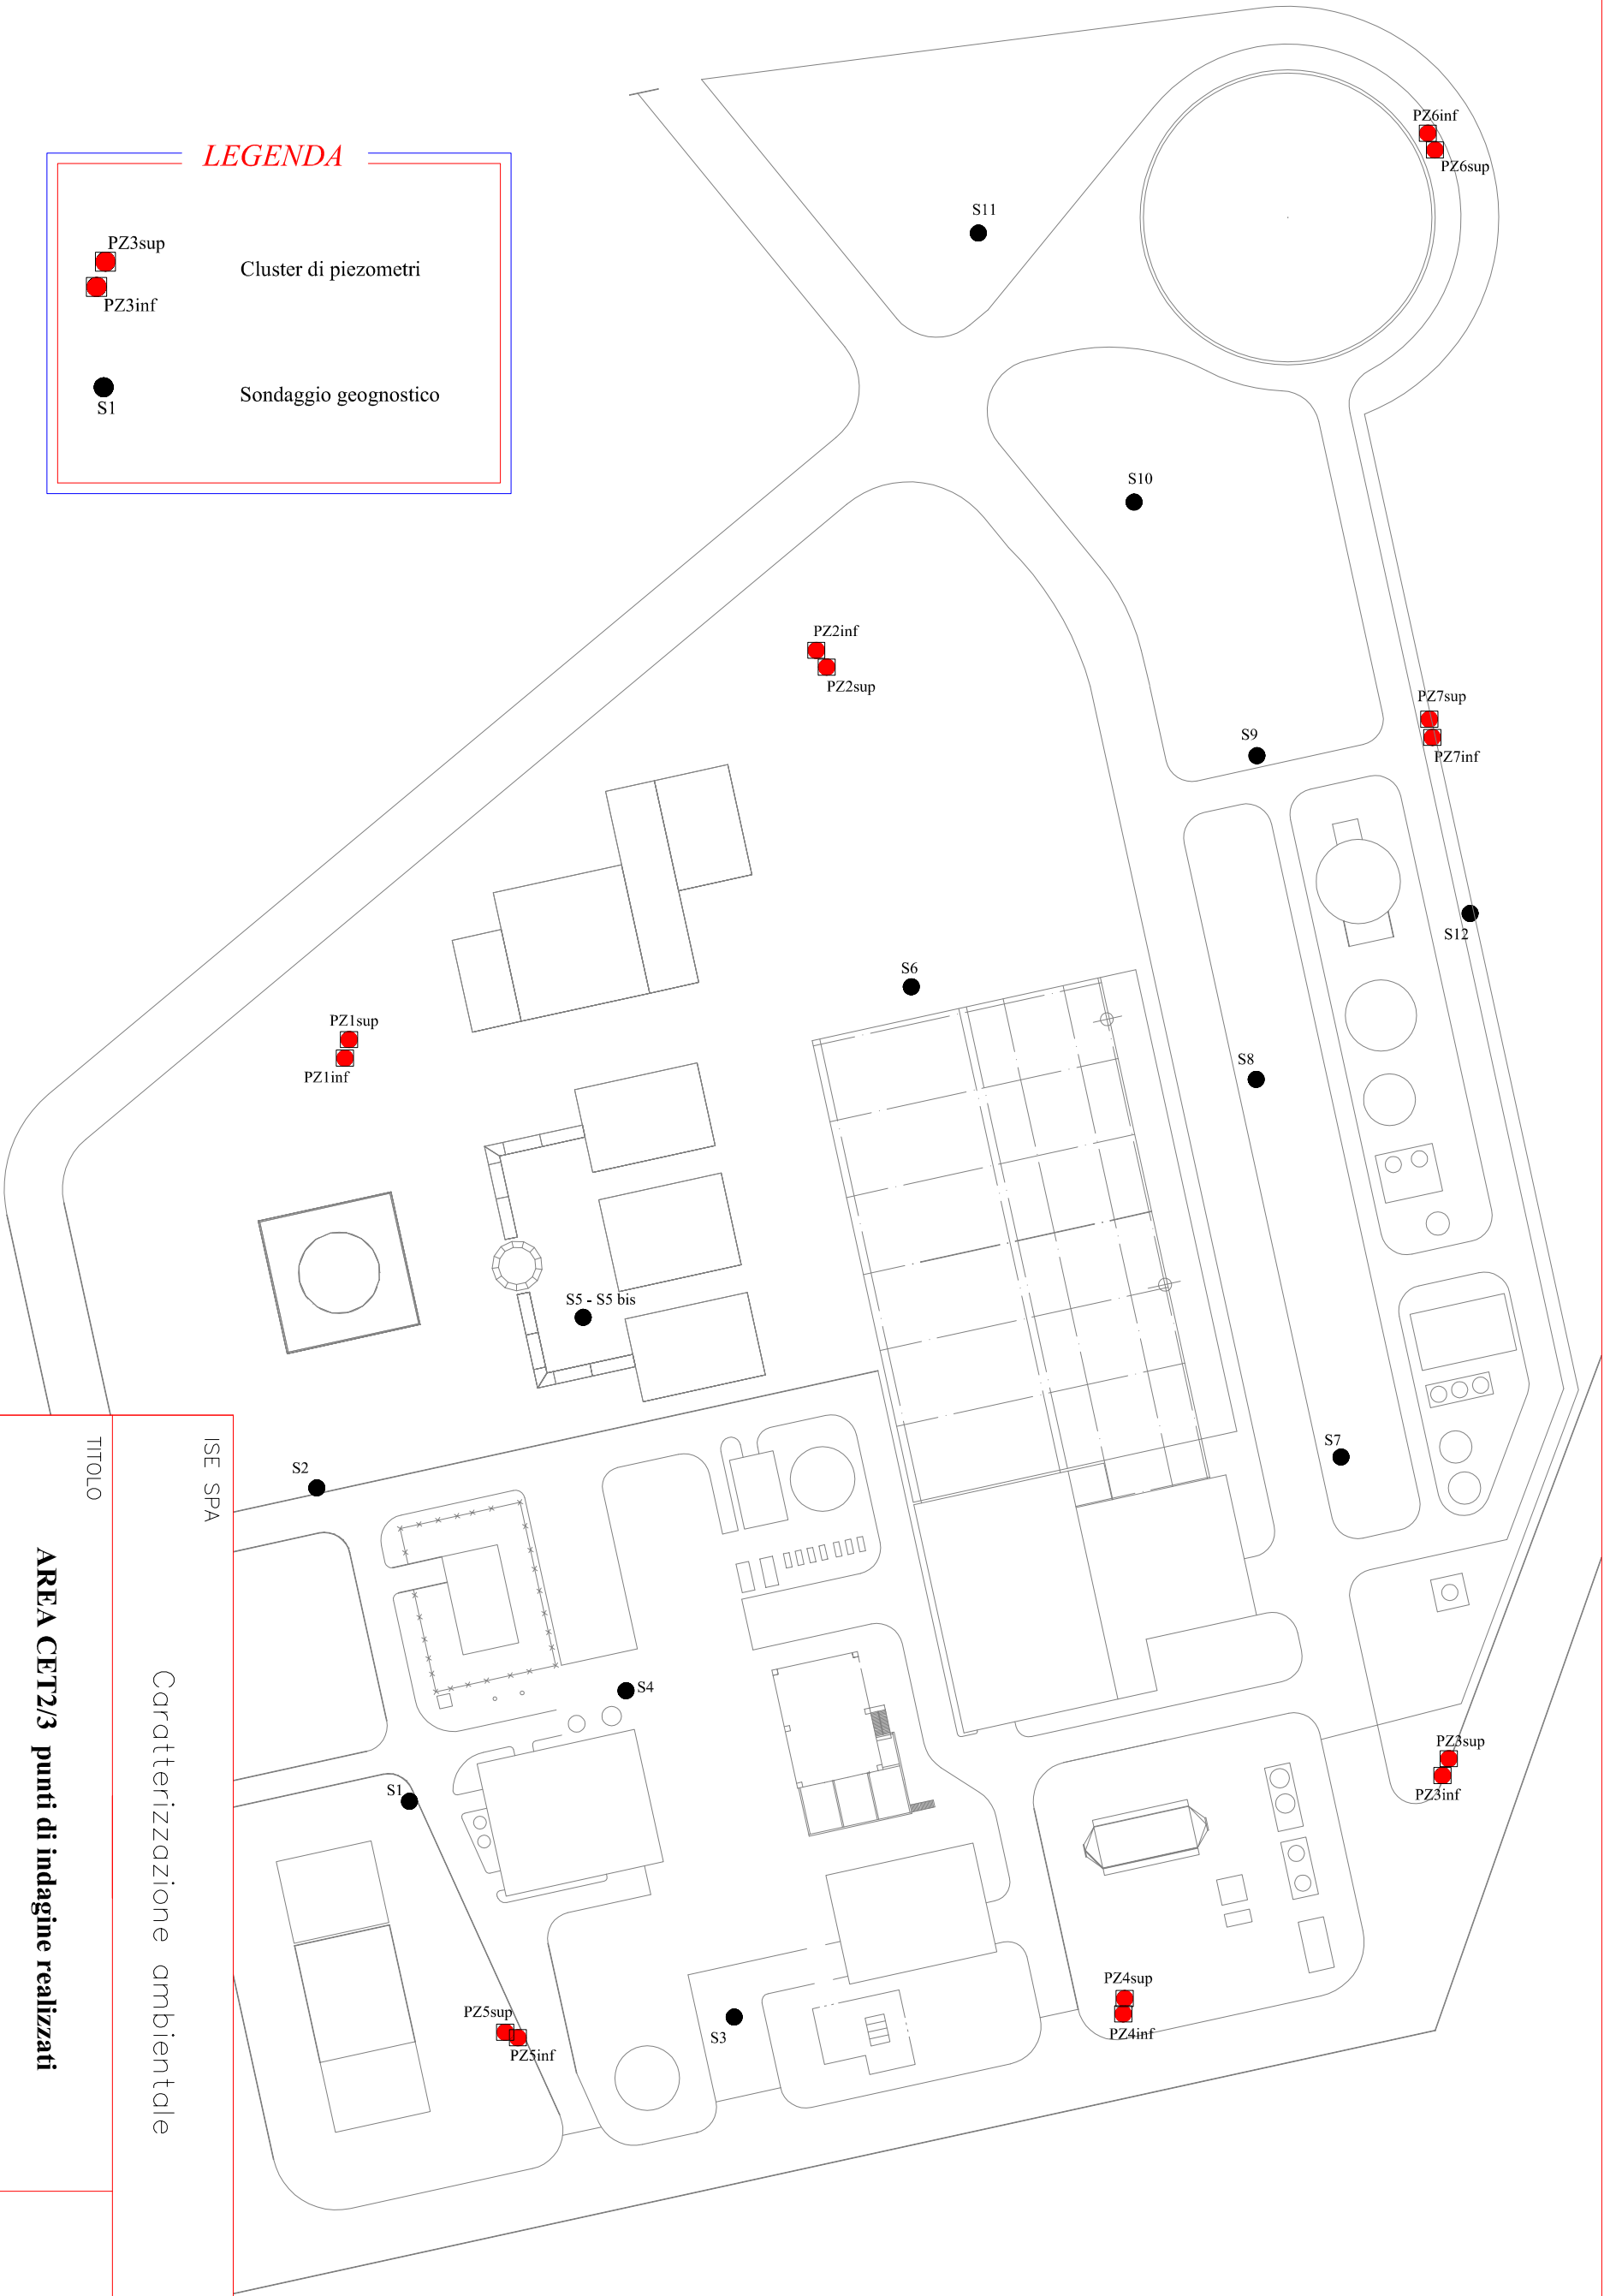 LEGENDA
PZ3sup
Cluster di piezometri
PZ3inf
Sondaggio geognostico
S1
PZ6inf
PZ6sup
S11
S10
PZ2inf
PZ2sup
PZ7sup
S9
PZ7inf
S12
S6
PZ1sup
S8
PZ1inf
S5 - S5 bis
S7
S2
S4
PZ3sup
S1
PZ3inf
PZ4sup
PZ5sup
S3
PZ4inf
PZ5inf
ISE SPA
Caratterizzazione ambientale
TITOLO
AREA CET2/3 punti di indagine realizzati